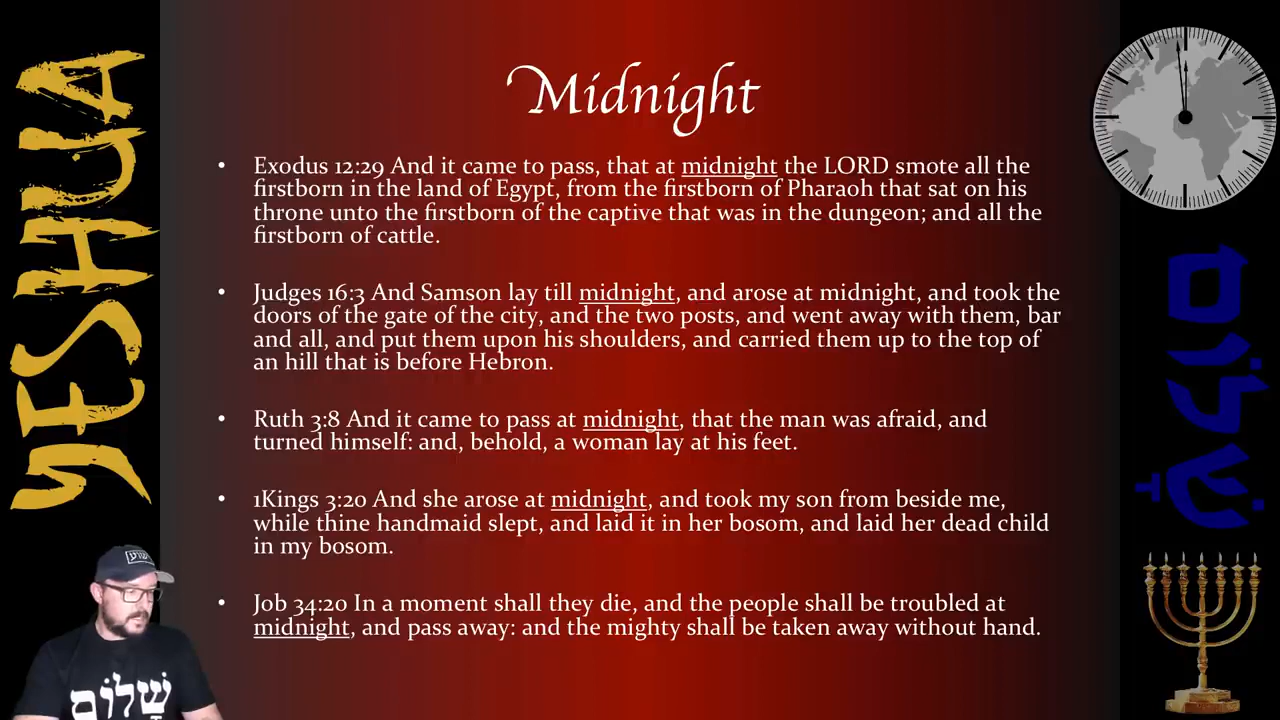 Midnight
• Exodus 12:29 And it came to pass, that at midnight the LORD smote all the
firstborn in the land of Egypt, from the firstborn of Pharaoh that sat on his
throne unto the firstborn of the captive that was in the dungeon; and all the
firstborn of cattle.
• Judges 16:3 And Samson lay till midnight, and arose at midnight, and took the
doors of the gate of the city, and the two posts, and went away with them, bar
and all, and put them upon his shoulders, and carried them up to the top of
an hill that is before Hebron.
• Ruth 3:8 And it came to pass at midnight, that the man was afraid, and
turned himself: and, behold, a woman lay at his feet.
• 1Kings 3:20 And she arose at midnight, and took my son from beside me,
while thine handmaid slept, and laid it in her bosom, and laid her dead child
in my bosom.
• Job 34:20 In a moment shall they die, and the people shall be troubled at
midnight, and pass away: and the mighty shall be taken away without hand.
YESHUA
שָׁלוֹם
ישוע
שָׁלוֹם